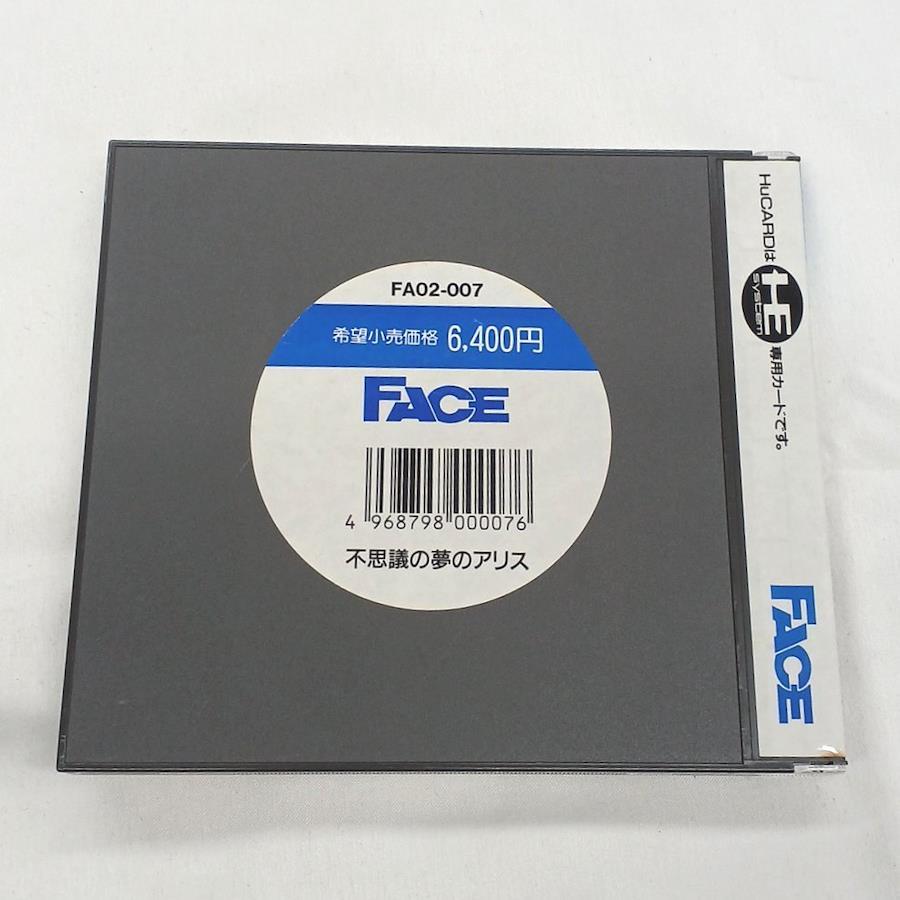 FA02-007
希望小売価格 6,400円
FACE
4 968798 000076
不思議の夢のアリス
HuCARDは HE system 専用カードです。
FACE